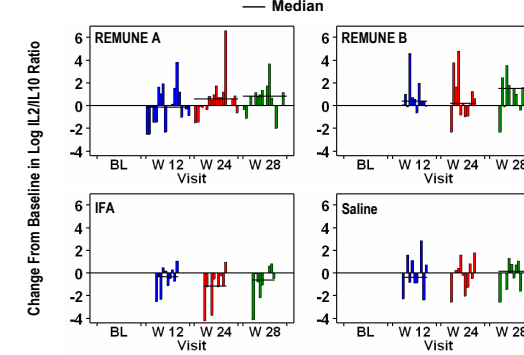 — Median
Change From Baseline in Log IL2/IL10 Ratio
REMUNE A
6
4
2
0
-2
-4
BL W 12 W 24 W 28
Visit
REMUNE B
6
4
2
0
-2
-4
BL W 12 W 24 W 28
Visit
IFA
6
4
2
0
-2
-4
BL W 12 W 24 W 28
Visit
Saline
6
4
2
0
-2
-4
BL W 12 W 24 W 28
Visit